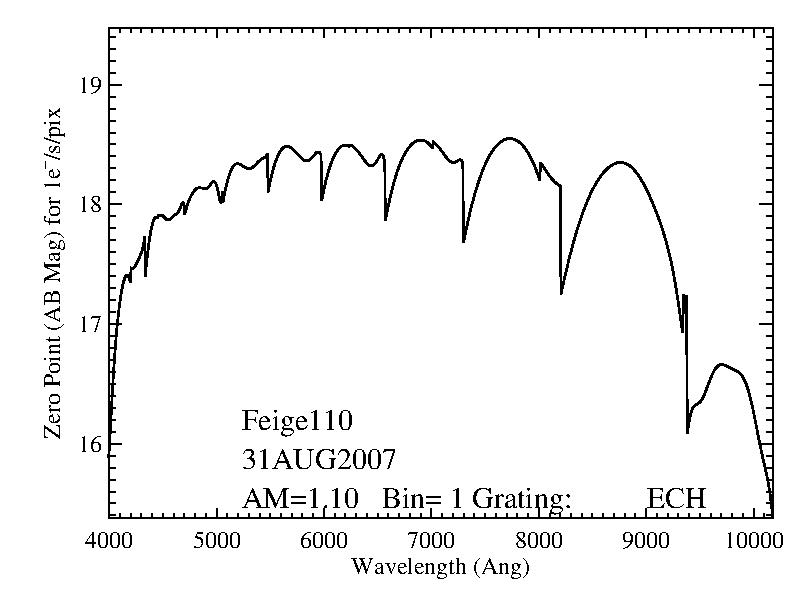 19
18
17
16
Zero Point (AB Mag) for 1e⁻/s/pix
Feige110
31AUG2007
AM=1.10 Bin= 1 Grating: ECH
4000 5000 6000 7000 8000 9000 10000
Wavelength (Ang)